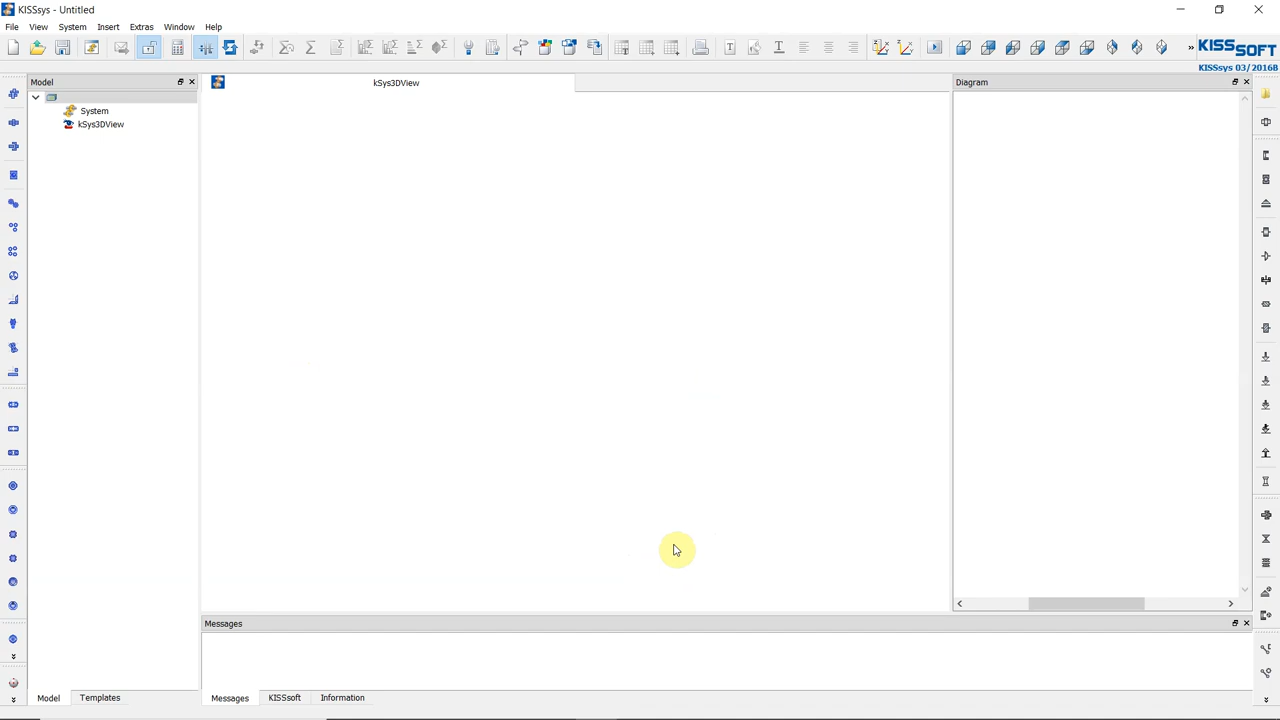 KISSsys - Untitled
File View System Insert Extras Window Help
KISSSOFT
KISSsys 03/2016B
Model
kSys3DView
Diagram
System
kSys3DView
Messages
Model Templates
Messages KISSsoft Information